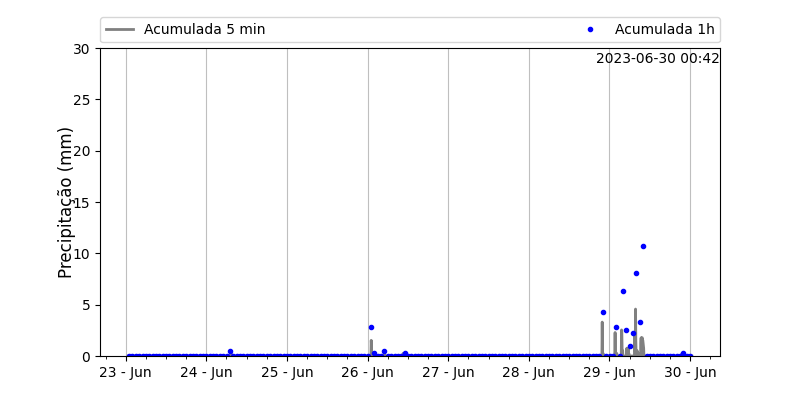 Acumulada 5 min Acumulada 1h
2023-06-30 00:42
Precipitação (mm)
30
25
20
15
10
5
0
23 - Jun 24 - Jun 25 - Jun 26 - Jun 27 - Jun 28 - Jun 29 - Jun 30 - Jun